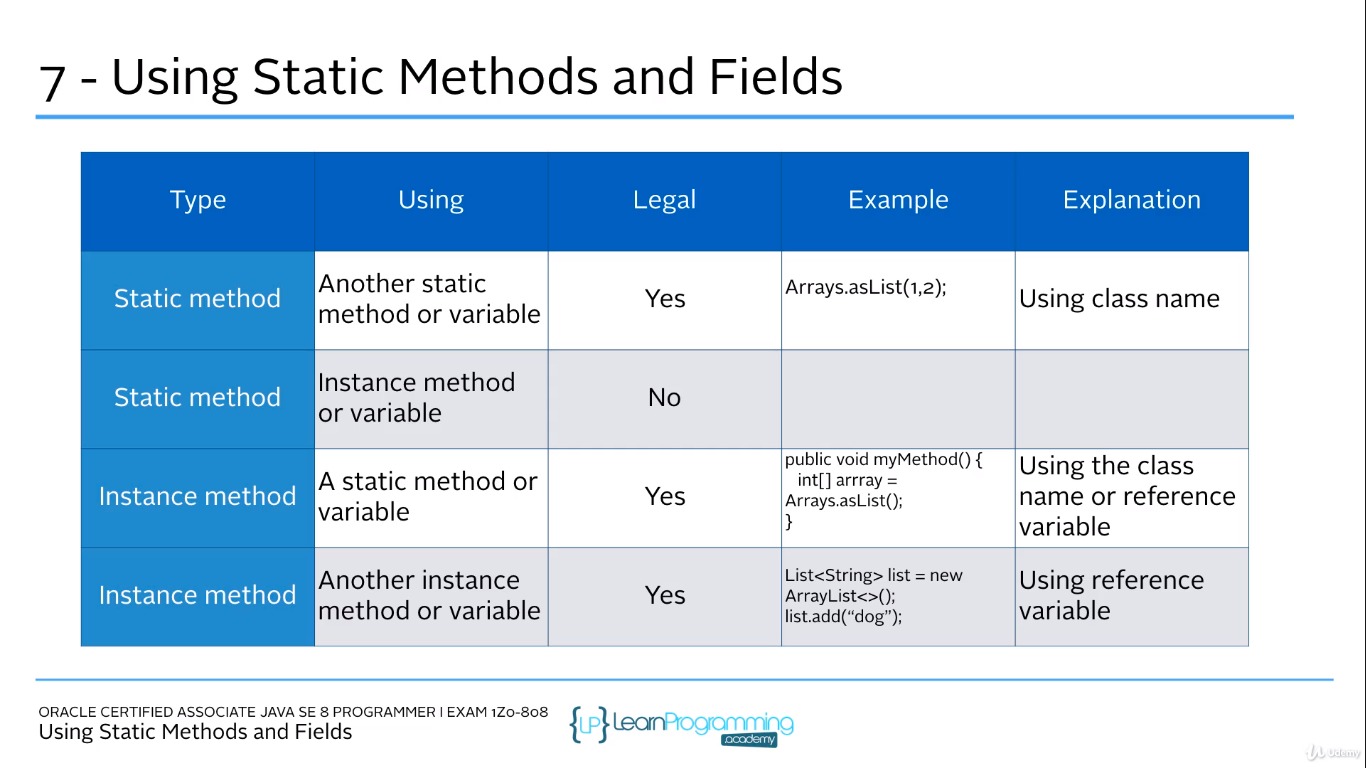 7 - Using Static Methods and Fields
Type
Using
Legal
Example
Explanation
Static method
Another static
method or variable
Yes
Arrays.asList(1,2);
Using class name
Static method
Instance method
or variable
No
Instance method
A static method or
variable
Yes
public void myMethod() {
int[] arrray =
Arrays.asList();
}
Using the class
name or reference
variable
Instance method
Another instance
method or variable
Yes
List<String> list = new
ArrayList<>();
list.add(“dog”);
Using reference
variable
ORACLE CERTIFIED ASSOCIATE JAVA SE 8 PROGRAMMER I EXAM 1Z0-808
Using Static Methods and Fields
{LP} LearnProgramming
.academy
Udemy